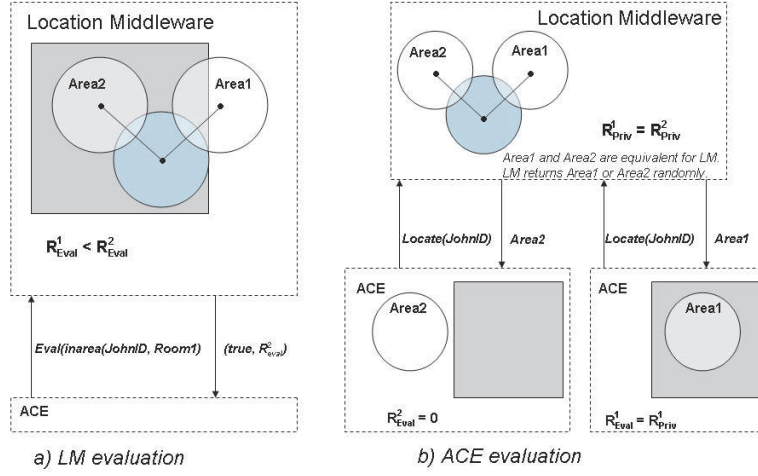 Location Middleware
Area2
Area1
R¹Eval < R²Eval
Eval(inarea(JohnID, Room1)
(true, R²eval)
ACE
a) LM evaluation
Location Middleware
Area2
Area1
R¹Priv = R²Priv
Area1 and Area2 are equivalent for LM.
LM returns Area1 or Area2 randomly.
Locate(JohnID)
Area2
Locate(JohnID)
Area1
ACE
Area2
R²Eval = 0
ACE
Area1
R¹Eval = R¹Priv
b) ACE evaluation